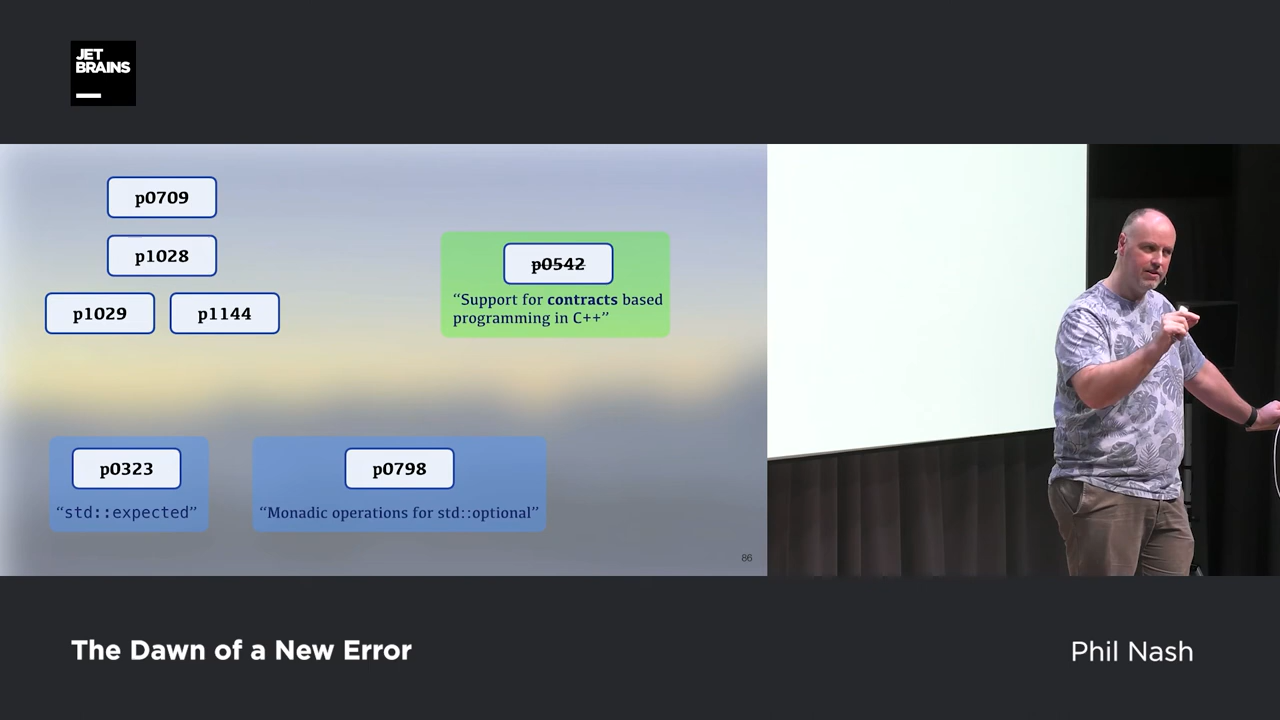 JET
BRAINS
p0709
p1028
p1029
p1144
p0542
“Support for contracts based
programming in C++”
p0323
“std::expected”
p0798
“Monadic operations for std::optional”
86
The Dawn of a New Error
Phil Nash